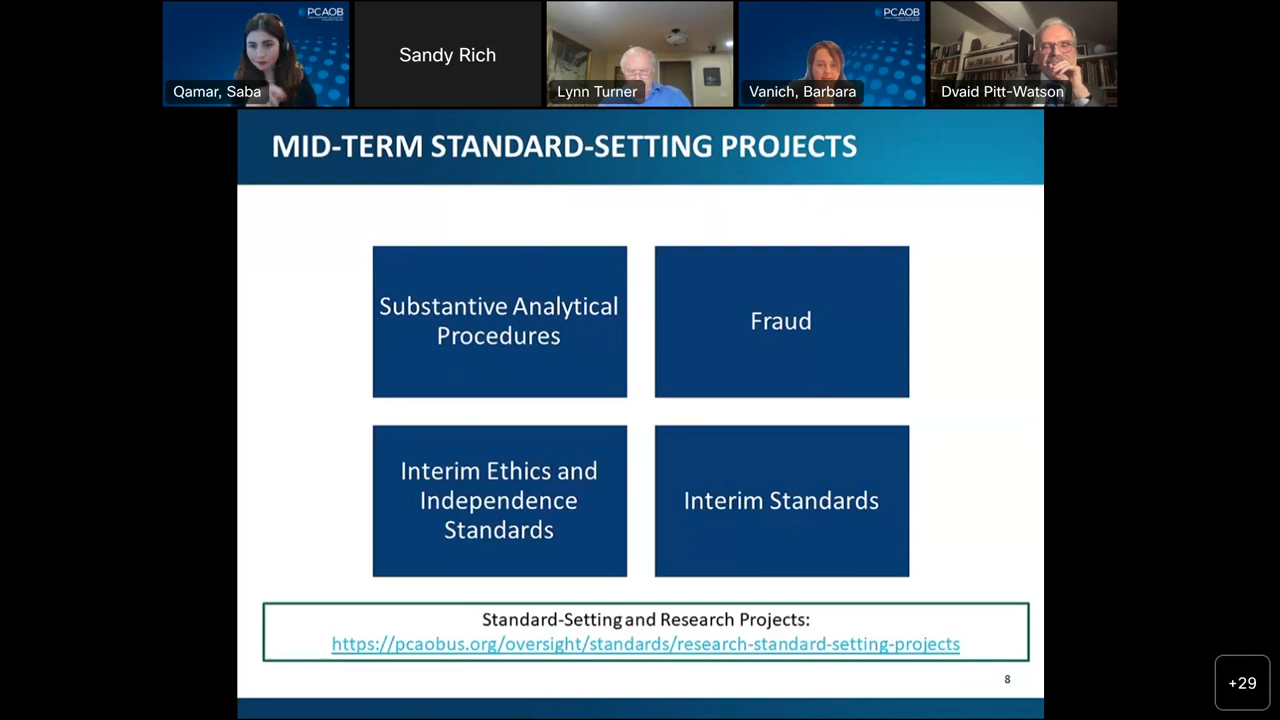 PCAOB
PCAOB
Qamar, Saba
Sandy Rich
Lynn Turner
Vanich, Barbara
Dvaid Pitt-Watson
MID-TERM STANDARD-SETTING PROJECTS
Substantive Analytical
Procedures
Fraud
Interim Ethics and
Independence
Standards
Interim Standards
Standard-Setting and Research Projects:
https://pcaobus.org/oversight/standards/research-standard-setting-projects
8
+29